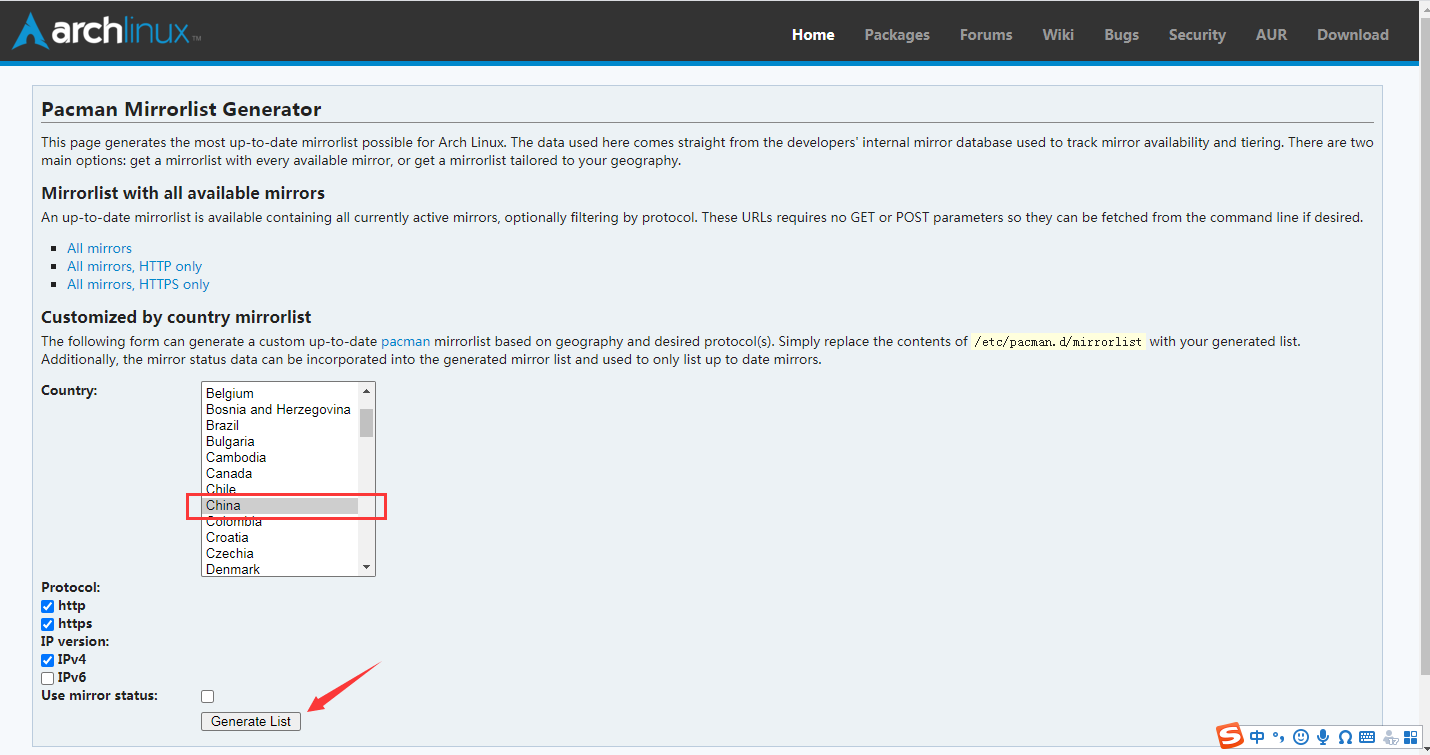 archlinux™
Home Packages Forums Wiki Bugs Security AUR Download
Pacman Mirrorlist Generator
This page generates the most up-to-date mirrorlist possible for Arch Linux. The data used here comes straight from the developers' internal mirror database used to track mirror availability and tiering. There are two
main options: get a mirrorlist with every available mirror, or get a mirrorlist tailored to your geography.
Mirrorlist with all available mirrors
An up-to-date mirrorlist is available containing all currently active mirrors, optionally filtering by protocol. These URLs requires no GET or POST parameters so they can be fetched from the command line if desired.
All mirrors
All mirrors, HTTP only
All mirrors, HTTPS only
Customized by country mirrorlist
The following form can generate a custom up-to-date pacman mirrorlist based on geography and desired protocol(s). Simply replace the contents of /etc/pacman.d/mirrorlist with your generated list.
Additionally, the mirror status data can be incorporated into the generated mirror list and used to only list up to date mirrors.
Country:
Belgium
Bosnia and Herzegovina
Brazil
Bulgaria
Cambodia
Canada
Chile
China
Colombia
Croatia
Czechia
Denmark
Protocol:
http
https
IP version:
IPv4
IPv6
Use mirror status:
Generate List
S 中 °,